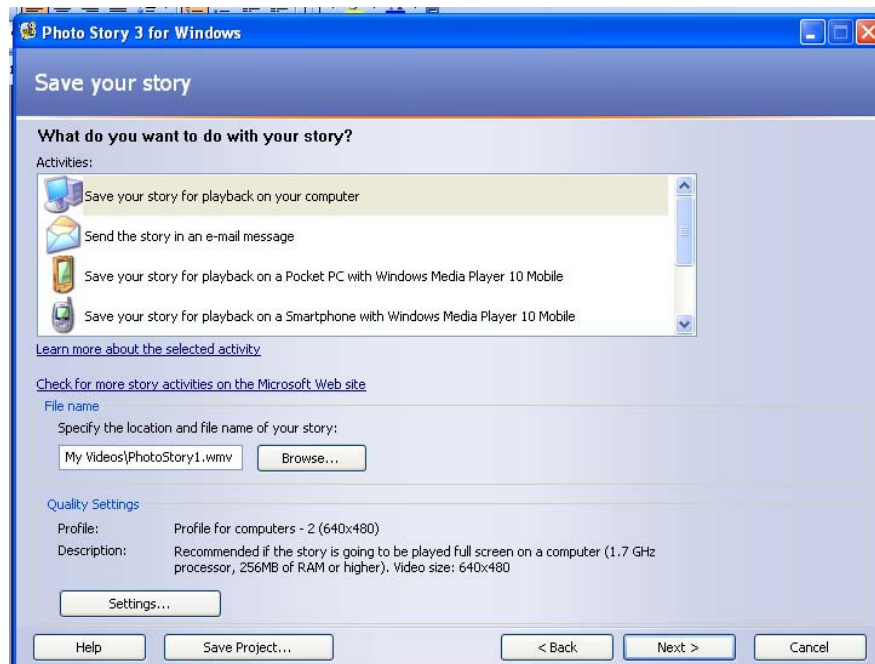 Photo Story 3 for Windows
Save your story
What do you want to do with your story?
Activities:
Save your story for playback on your computer
Send the story in an e-mail message
Save your story for playback on a Pocket PC with Windows Media Player 10 Mobile
Save your story for playback on a Smartphone with Windows Media Player 10 Mobile
Learn more about the selected activity
Check for more story activities on the Microsoft Web site
File name
Specify the location and file name of your story:
My Videos\PhotoStory1.wmv Browse...
Quality Settings
Profile: Profile for computers - 2 (640x480)
Description: Recommended if the story is going to be played full screen on a computer (1.7 GHz
processor, 256MB of RAM or higher). Video size: 640x480
Settings...
Help Save Project... < Back Next > Cancel